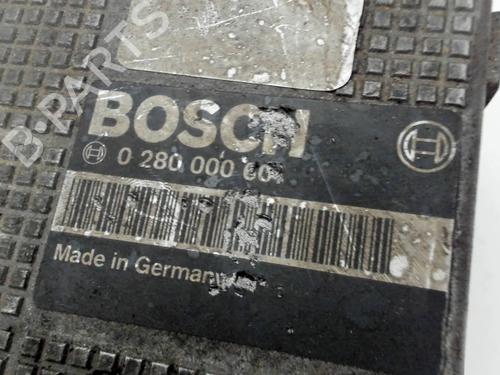 B-PARTS
BOSCH
0 280 000
Made in Germany